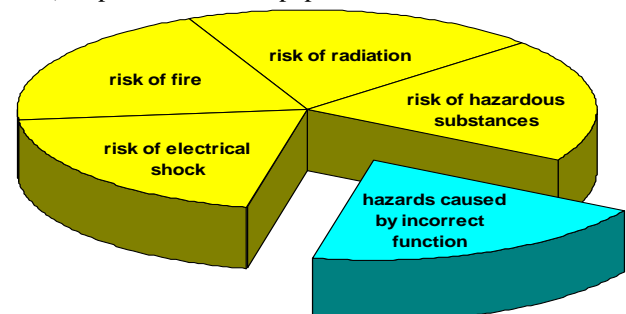 risk of radiation
risk of fire
risk of hazardous
substances
risk of electrical
shock
hazards caused
by incorrect
function